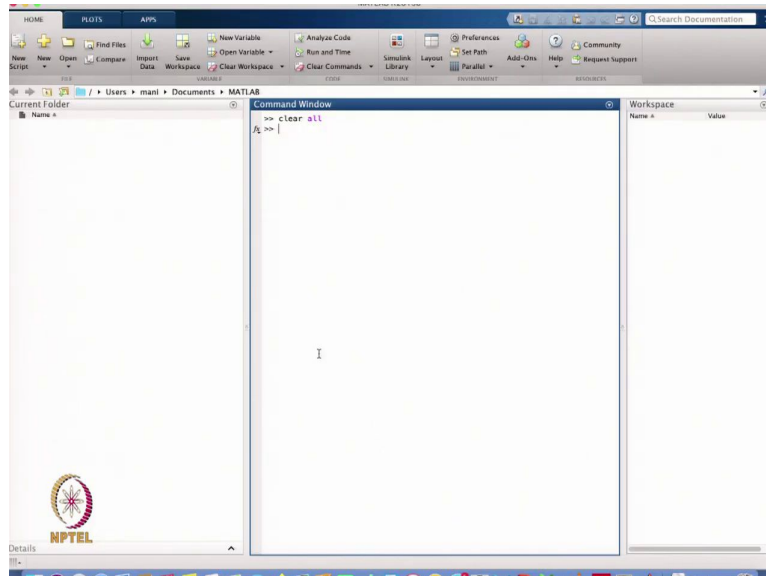 HOME PLOTS APPS
Search Documentation
New Script
New
Open
Find Files
Compare
Import Data
Save Workspace
New Variable
Open Variable
Clear Workspace
Analyze Code
Run and Time
Clear Commands
Simulink Library
Layout
Preferences
Set Path
Parallel
Add-Ons
Help
Community
Request Support
FILE VARIABLE CODE SIMULINK ENVIRONMENT RESOURCES
/ Users mani Documents MATLAB
Current Folder
Name
Command Window
>> clear all
fx >>
Workspace
Name Value
NPTEL
Details